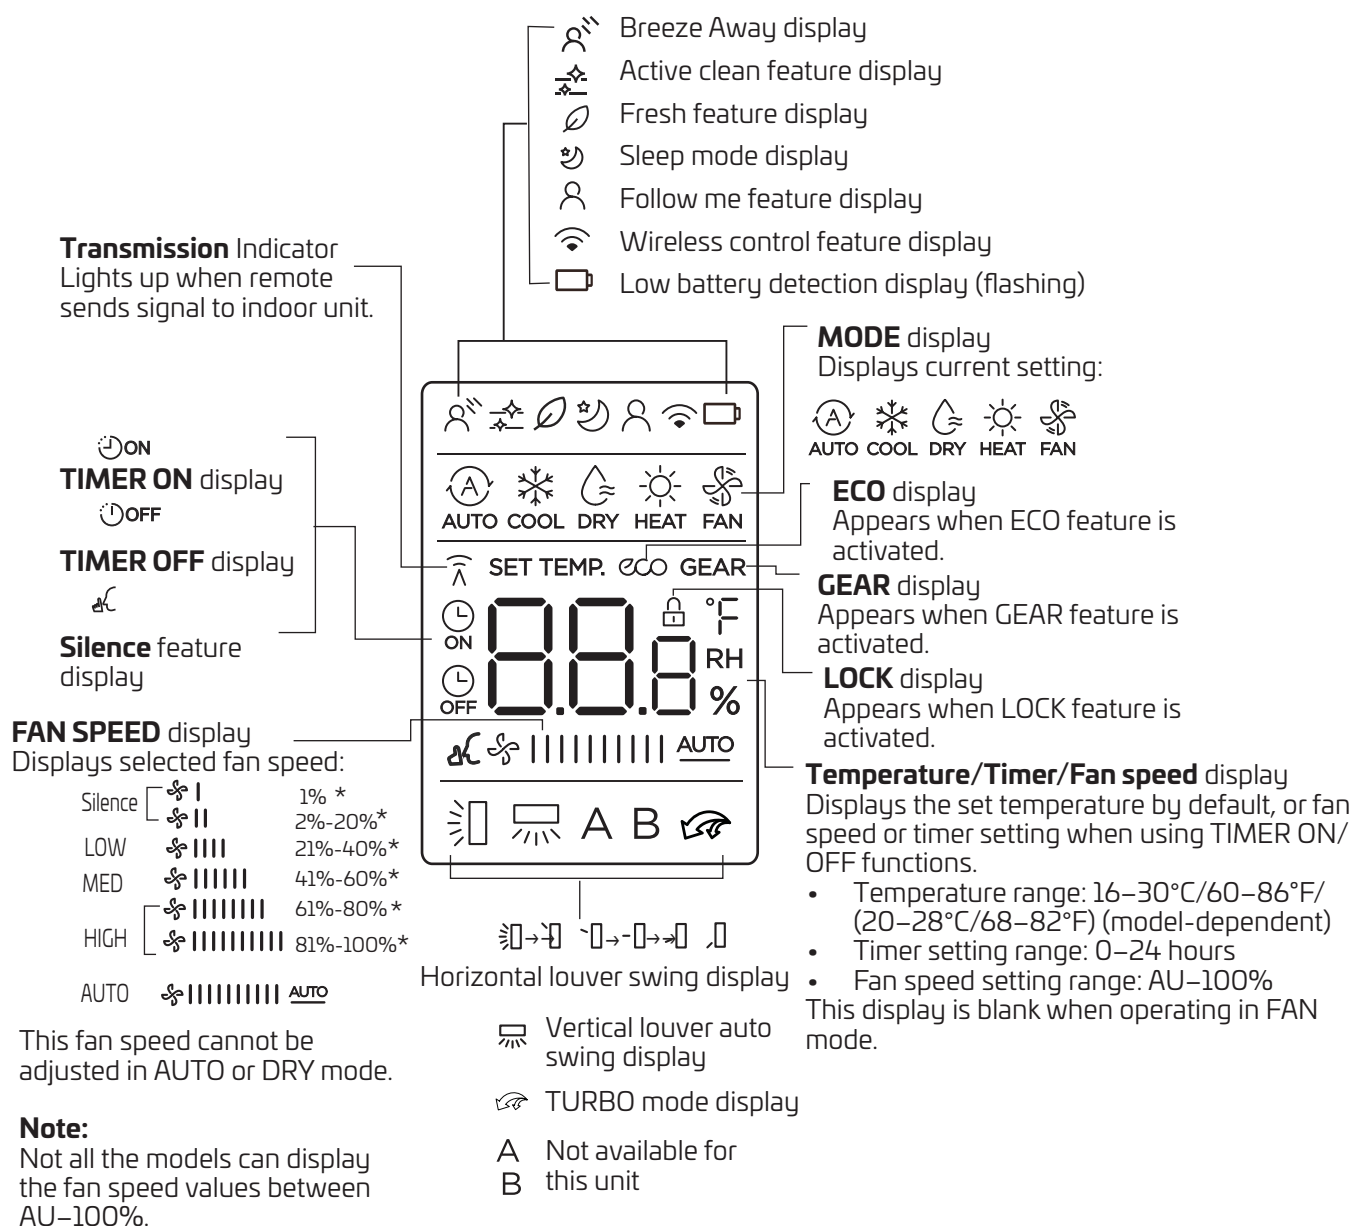 Breeze Away display
Active clean feature display
Fresh feature display
Sleep mode display
Follow me feature display
Wireless control feature display
Low battery detection display (flashing)
Transmission Indicator
Lights up when remote
sends signal to indoor unit.
ON
TIMER ON display
OFF
TIMER OFF display
Silence feature
display
FAN SPEED display
Displays selected fan speed:
Silence
1% *
2%-20%*
LOW
21%-40%*
MED
41%-60%*
61%-80%*
HIGH
81%-100%*
AUTO
AUTO
This fan speed cannot be
adjusted in AUTO or DRY mode.
Note:
Not all the models can display
the fan speed values between
AU–100%.
A
AUTO COOL DRY HEAT FAN
SET TEMP. eco GEAR
ON
OFF
88.8
°F
RH
%
AUTO
A B
Horizontal louver swing display
Vertical louver auto
swing display
TURBO mode display
A Not available for
B this unit
MODE display
Displays current setting:
A
AUTO COOL DRY HEAT FAN
ECO display
Appears when ECO feature is
activated.
GEAR display
Appears when GEAR feature is
activated.
LOCK display
Appears when LOCK feature is
activated.
Temperature/Timer/Fan speed display
Displays the set temperature by default, or fan
speed or timer setting when using TIMER ON/
OFF functions.
• Temperature range: 16–30°C/60–86°F/
(20–28°C/68–82°F) (model-dependent)
• Timer setting range: 0–24 hours
• Fan speed setting range: AU–100%
This display is blank when operating in FAN
mode.